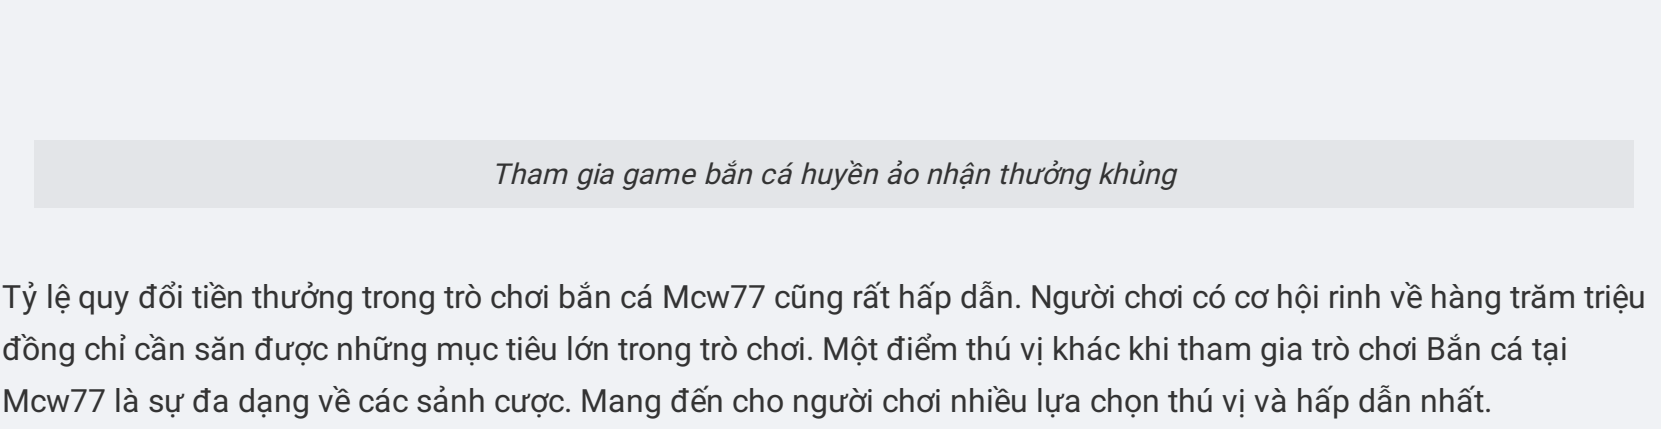 Tham gia game bắn cá huyền ảo nhận thưởng khủng
Tỷ lệ quy đổi tiền thưởng trong trò chơi bắn cá Mcw77 cũng rất hấp dẫn. Người chơi có cơ hội rinh về hàng trăm triệu
đồng chỉ cần săn được những mục tiêu lớn trong trò chơi. Một điểm thú vị khác khi tham gia trò chơi Bắn cá tại
Mcw77 là sự đa dạng về các sảnh cược. Mang đến cho người chơi nhiều lựa chọn thú vị và hấp dẫn nhất.